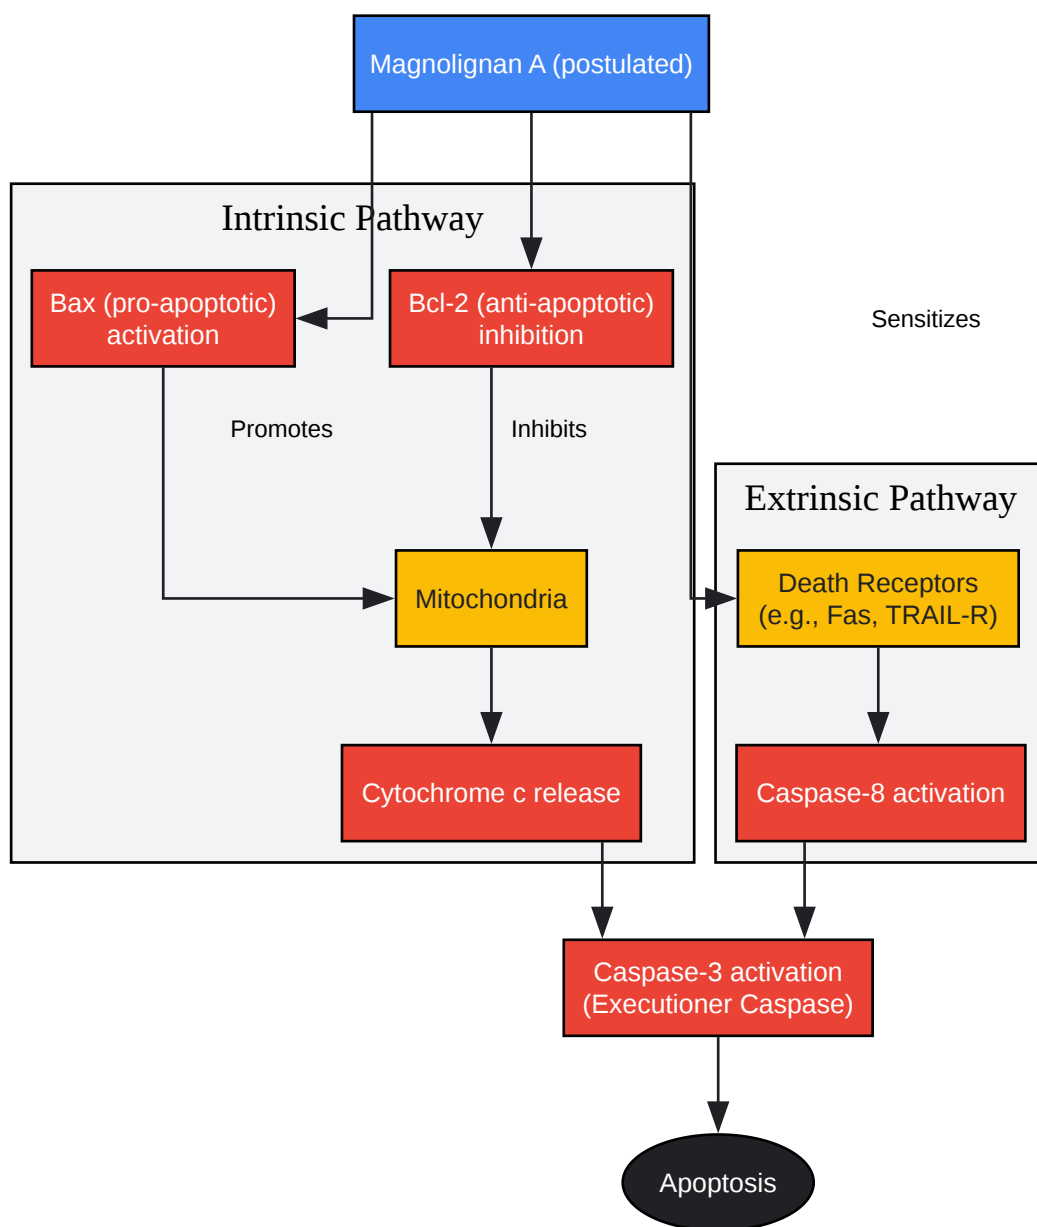 Magnolignan A (postulated)
Intrinsic Pathway
Bax (pro-apoptotic)
activation
Bcl-2 (anti-apoptotic)
inhibition
Sensitizes
Promotes
Inhibits
Extrinsic Pathway
Mitochondria
Death Receptors
(e.g., Fas, TRAIL-R)
Cytochrome c release
Caspase-8 activation
Caspase-3 activation
(Executioner Caspase)
Apoptosis